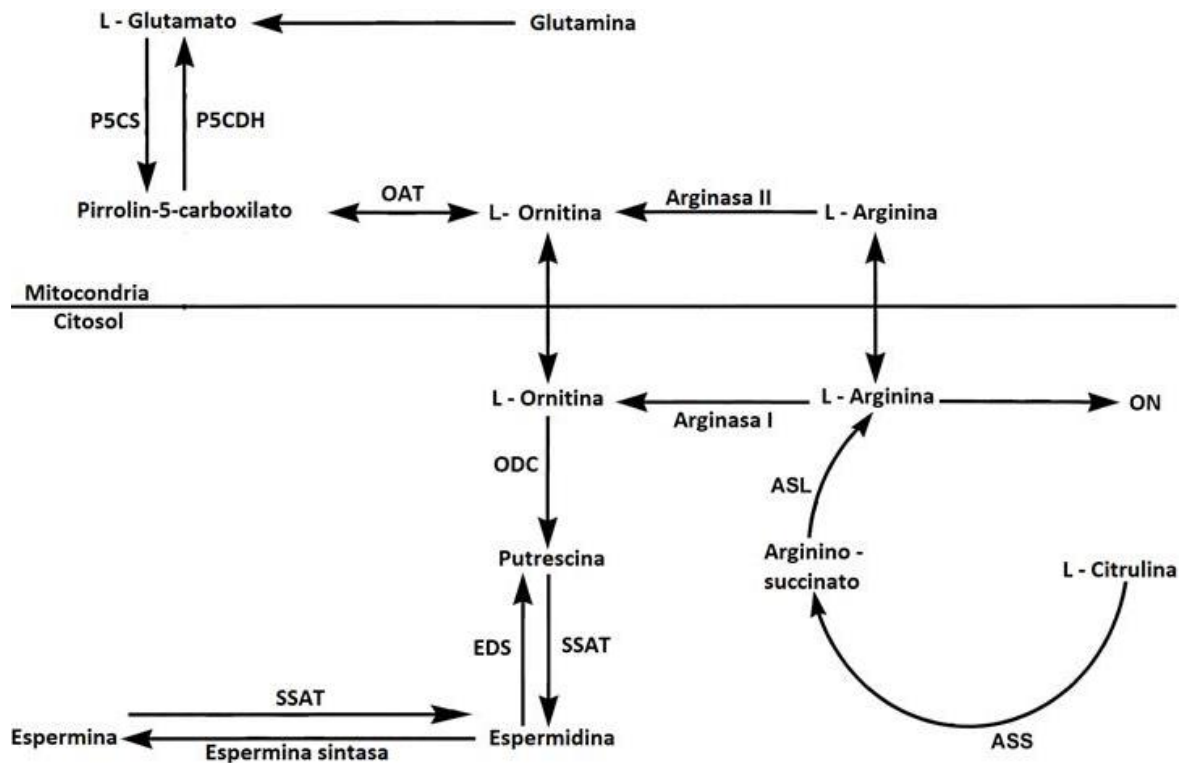 L - Glutamato
Glutamina
P5CS
P5CDH
Pirrolin-5-carboxilato
OAT
L- Ornitina
Arginasa II
L - Arginina
Mitocondria
Citosol
L - Ornitina
Arginasa I
L - Arginina
ON
ODC
ASL
Putrescina
Arginino -
succinato
L - Citrulina
EDS
SSAT
SSAT
Espermina
Espermina sintasa
Espermidina
ASS